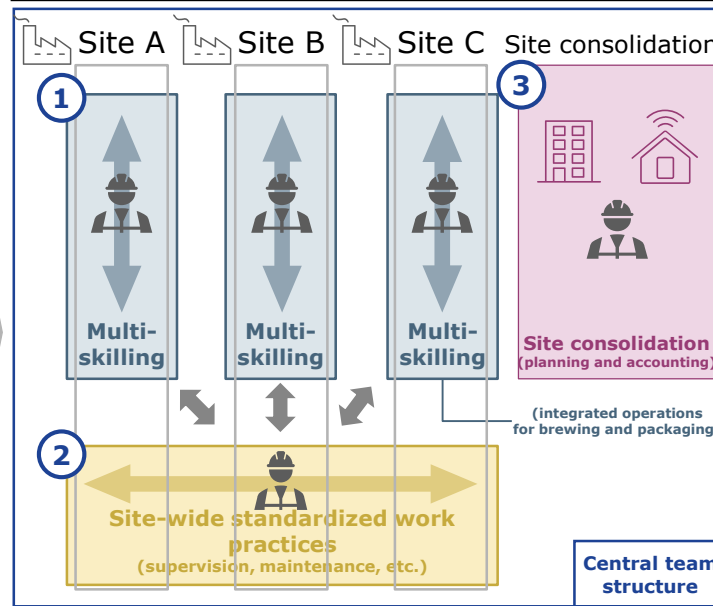 Site A
Site B
Site C
Site consolidation
1
3
Multi-
skilling
Multi-
skilling
Multi-
skilling
Site consolidation
(planning and accounting)
(integrated operations
for brewing and packaging
2
Site-wide standardized work
practices
(supervision, maintenance, etc.)
Central team
structure